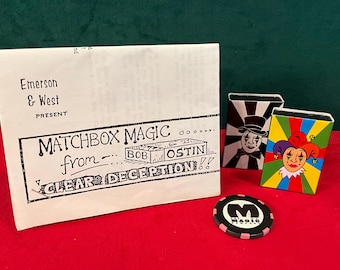 Emerson
& West
PRESENT
MATCHBOX MAGIC
from BOB OSTIN
CLEAR DECEPTION!!
M
MAGIC